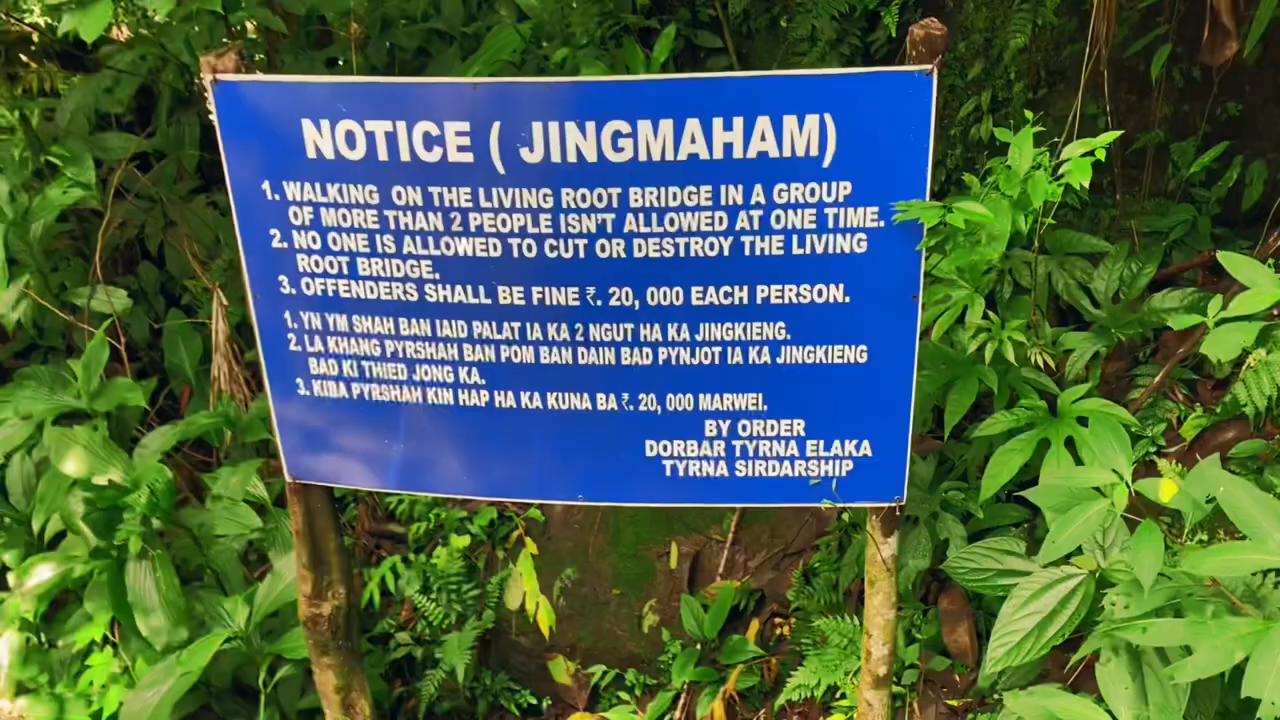 NOTICE ( JINGMAHAM)
1. WALKING ON THE LIVING ROOT BRIDGE IN A GROUP
OF MORE THAN 2 PEOPLE ISN'T ALLOWED AT ONE TIME.
2. NO ONE IS ALLOWED TO CUT OR DESTROY THE LIVING
ROOT BRIDGE.
3. OFFENDERS SHALL BE FINE ₹. 20, 000 EACH PERSON.
1. YN YM SHAH BAN IAID PALAT IA KA 2 NGUT HA KA JINGKIENG.
2. LA KHANG PYRSHAH BAN POM BAN DAIN BAD PYNJOT IA KA JINGKIENG
BAD KI THIED JONG KA.
3. KIBA PYRSHAH KIN HAP HA KA KUNA BA ₹. 20, 000 MARWEI.
BY ORDER
DORBAR TYRNA ELAKA
TYRNA SIRDARSHIP